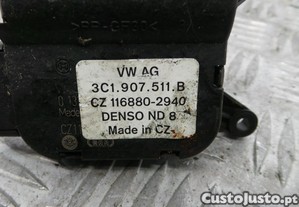 VW AG
3C1.907.511.B
CZ 116880-2940
DENSO ND 8
Made in CZ.
CustoJusto.pt